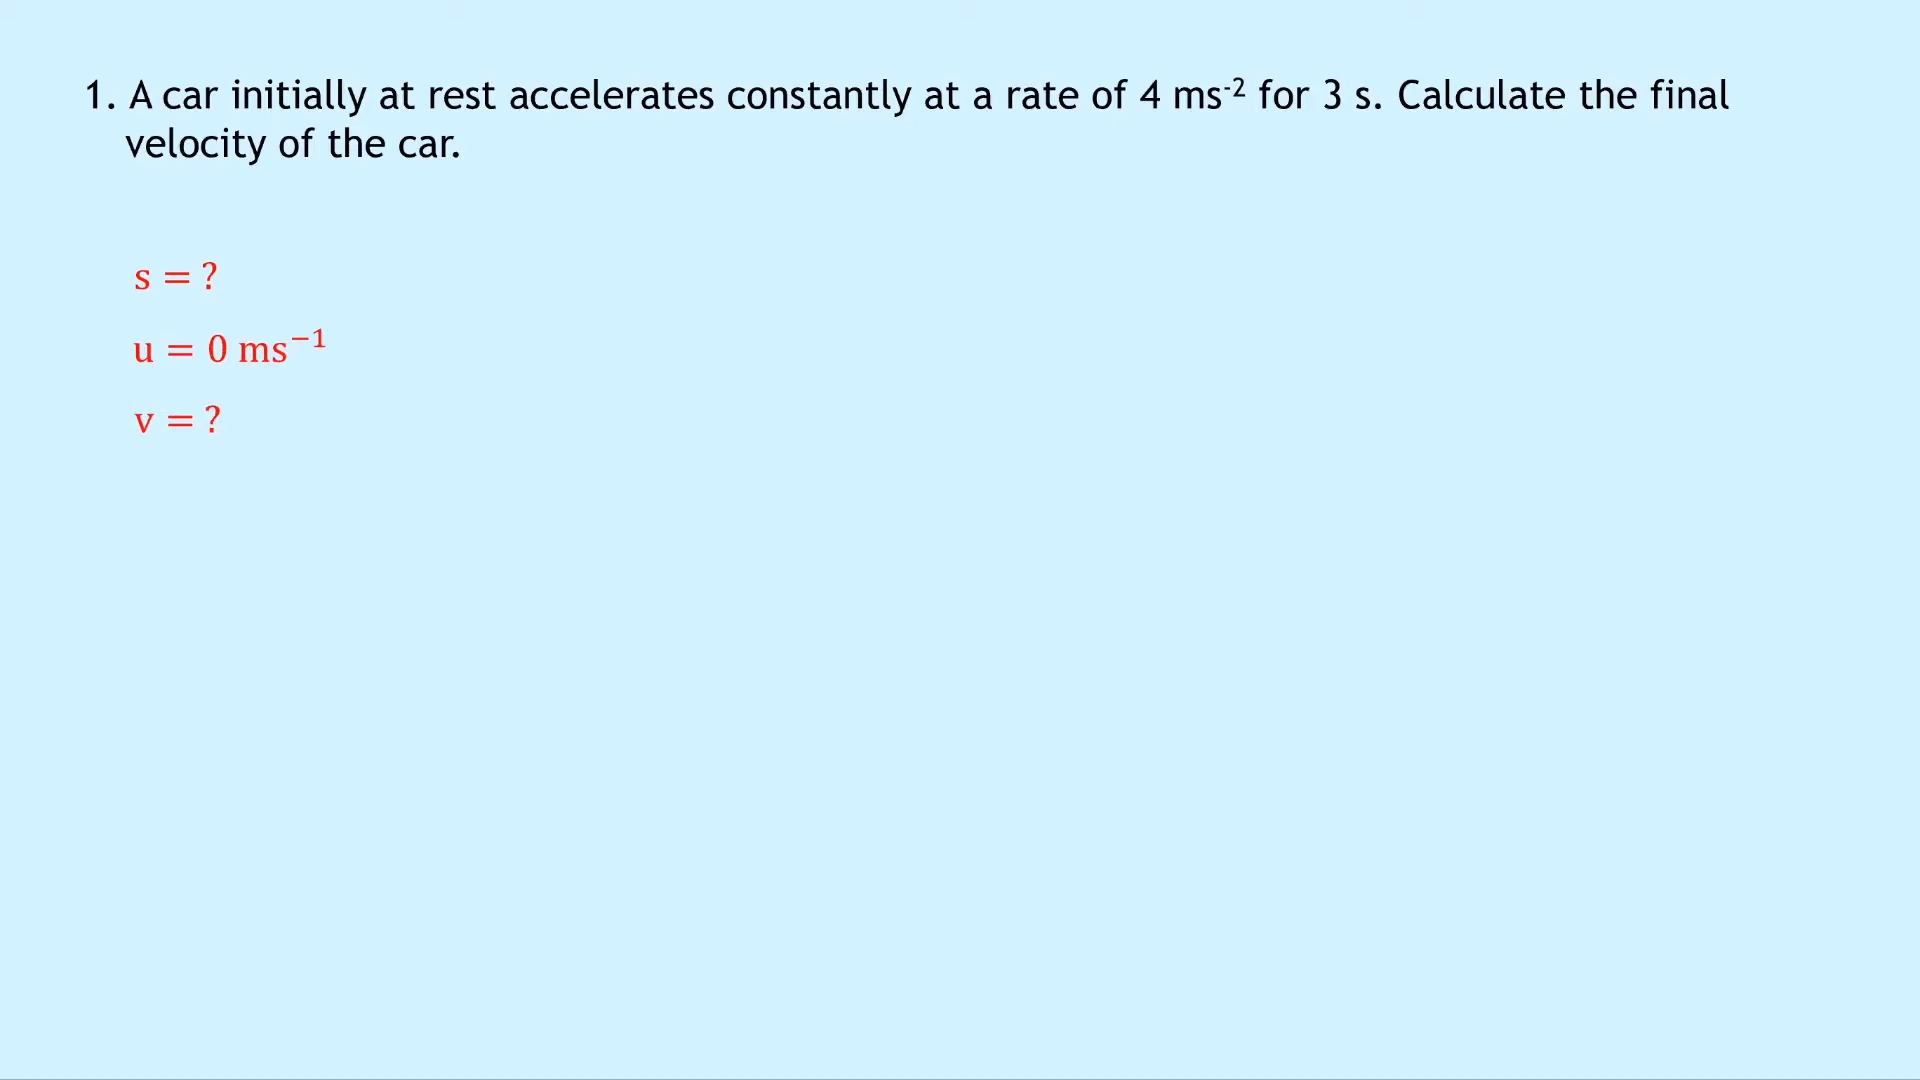 1. A car initially at rest accelerates constantly at a rate of 4 ms⁻² for 3 s. Calculate the final
velocity of the car.
s = ?
u = 0 ms⁻¹
v = ?